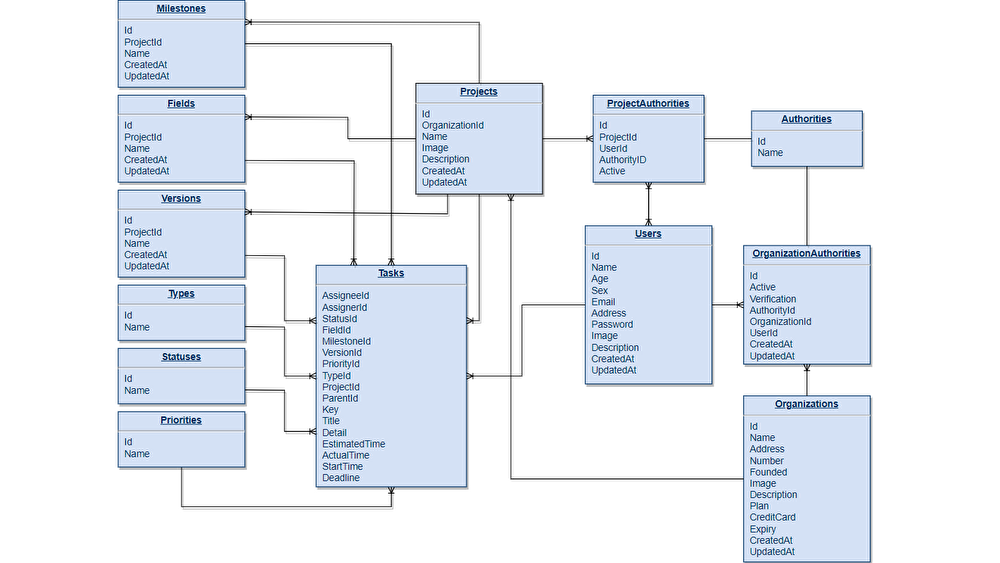 Milestones
Id
ProjectId
Name
CreatedAt
UpdatedAt
Fields
Id
ProjectId
Name
CreatedAt
UpdatedAt
Versions
Id
ProjectId
Name
CreatedAt
UpdatedAt
Types
Id
Name
Statuses
Id
Name
Priorities
Id
Name
Projects
Id
OrganizationId
Name
Image
Description
CreatedAt
UpdatedAt
Tasks
AssigneeId
AssignerId
StatusId
FieldId
MilestoneId
VersionId
PriorityId
TypeId
ProjectId
ParentId
Key
Title
Detail
EstimatedTime
ActualTime
StartTime
Deadline
ProjectAuthorities
Id
ProjectId
UserId
AuthorityID
Active
Users
Id
Name
Age
Sex
Email
Address
Password
Image
Description
CreatedAt
UpdatedAt
Authorities
Id
Name
OrganizationAuthorities
Id
Active
Verification
AuthorityId
OrganizationId
UserId
CreatedAt
UpdatedAt
Organizations
Id
Name
Address
Number
Founded
Image
Description
Plan
CreditCard
Expiry
CreatedAt
UpdatedAt